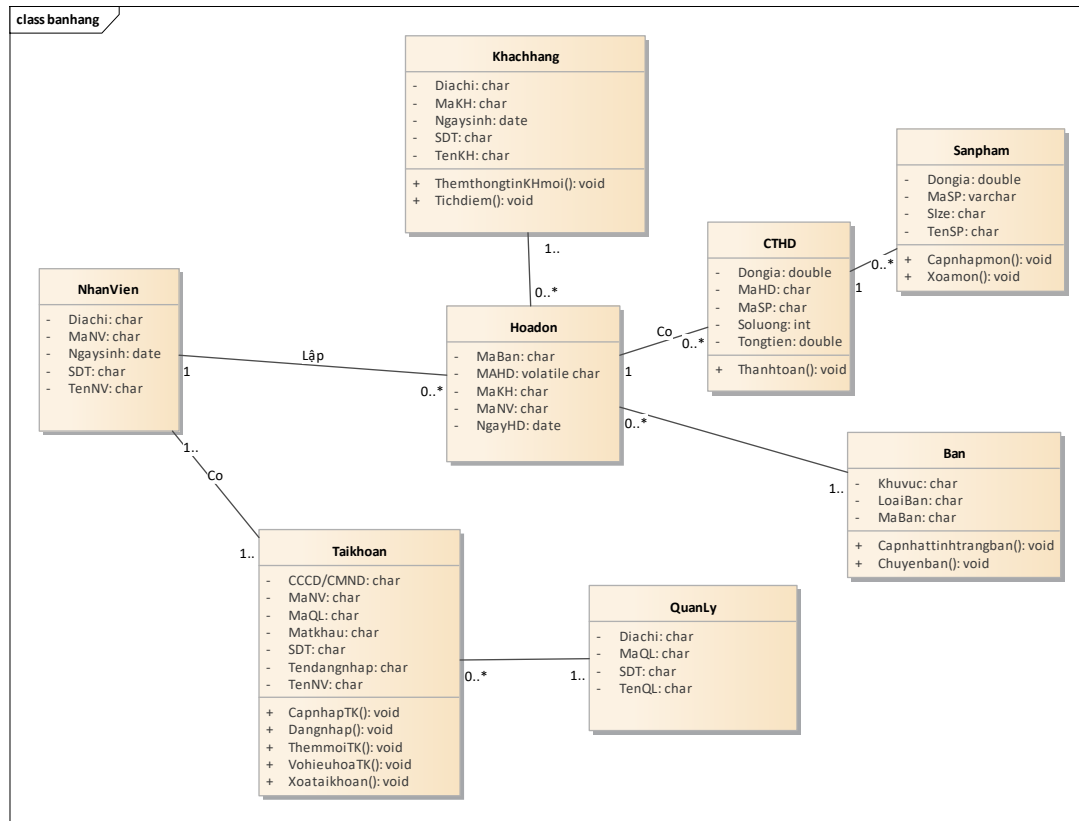 class banhang
Khachhang
- Diachi: char
- MaKH: char
- Ngaysinh: date
- SDT: char
- TenKH: char
+ ThemthongtinKHmoi(): void
+ Tichdiem(): void
1..
0..*
Sanpham
- Dongia: double
- MaSP: varchar
- SIze: char
- TenSP: char
+ Capnhapmon(): void
+ Xoamon(): void
0..*
1
CTHD
- Dongia: double
- MaHD: char
- MaSP: char
- Soluong: int
- Tongtien: double
+ Thanhtoan(): void
Co
0..*
1
NhanVien
- Diachi: char
- MaNV: char
- Ngaysinh: date
- SDT: char
- TenNV: char
Lập
1
0..*
Hoadon
- MaBan: char
- MAHD: volatile char
- MaKH: char
- MaNV: char
- NgayHD: date
0..*
1..
Ban
- Khuvuc: char
- LoaiBan: char
- MaBan: char
+ Capnhattinhtrangban(): void
+ Chuyenban(): void
1..
Co
1..
Taikhoan
- CCCD/CMND: char
- MaNV: char
- MaQL: char
- Matkhau: char
- SDT: char
- Tendangnhap: char
- TenNV: char
+ CapnhapTK(): void
+ Dangnhap(): void
+ ThemmoiTK(): void
+ VohieuhoaTK(): void
+ Xoataikhoan(): void
0..*
1..
QuanLy
- Diachi: char
- MaQL: char
- SDT: char
- TenQL: char